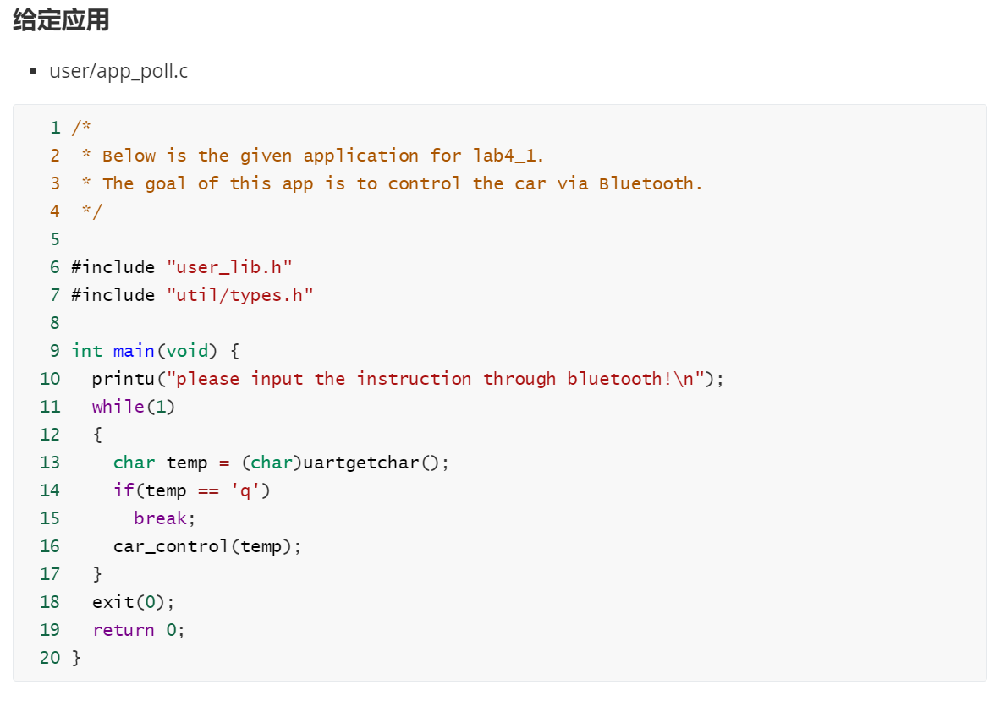 给定应用
• user/app_poll.c
1 /*
2  * Below is the given application for lab4_1.
3  * The goal of this app is to control the car via Bluetooth.
4  */
5
6 #include "user_lib.h"
7 #include "util/types.h"
8
9 int main(void) {
10   printu("please input the instruction through bluetooth!\n");
11   while(1)
12   {
13     char temp = (char)uartgetchar();
14     if(temp == 'q')
15       break;
16     car_control(temp);
17   }
18   exit(0);
19   return 0;
20 }